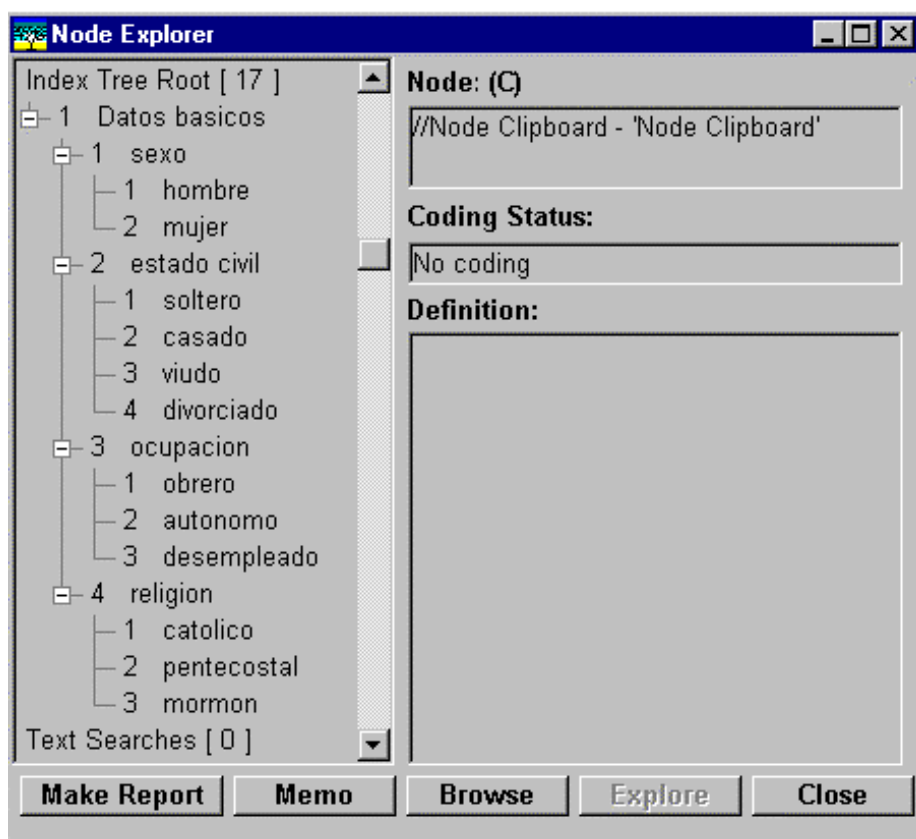 Node Explorer
Index Tree Root [ 17 ]
1 Datos basicos
1 sexo
1 hombre
2 mujer
2 estado civil
1 soltero
2 casado
3 viudo
4 divorciado
3 ocupacion
1 obrero
2 autonomo
3 desempleado
4 religion
1 catolico
2 pentecostal
3 mormon
Text Searches [ 0 ]
Node: (C)
//Node Clipboard - 'Node Clipboard'
Coding Status:
No coding
Definition:
Make Report Memo Browse Explore Close